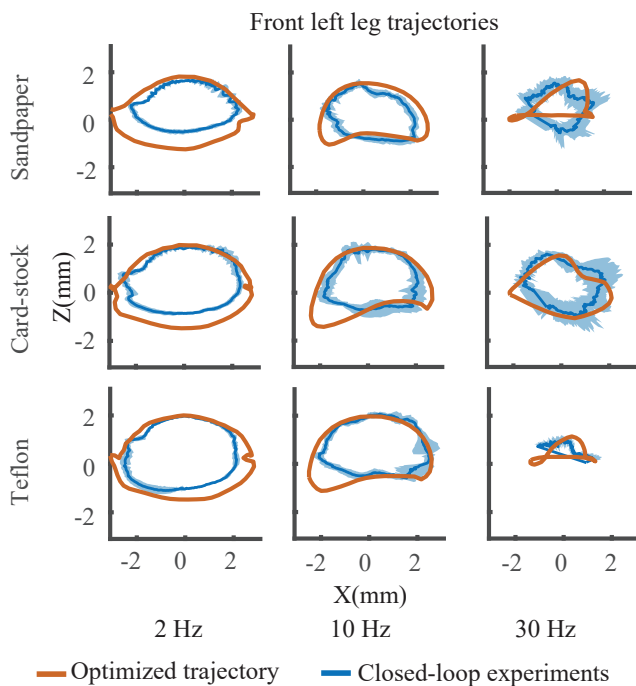 Front left leg trajectories
Sandpaper
2
0
-2
Card-stock
Z(mm)
2
0
-2
Teflon
2
0
-2
-2 0 2 -2 0 2 -2 0 2
X(mm)
2 Hz 10 Hz 30 Hz
Optimized trajectory Closed-loop experiments